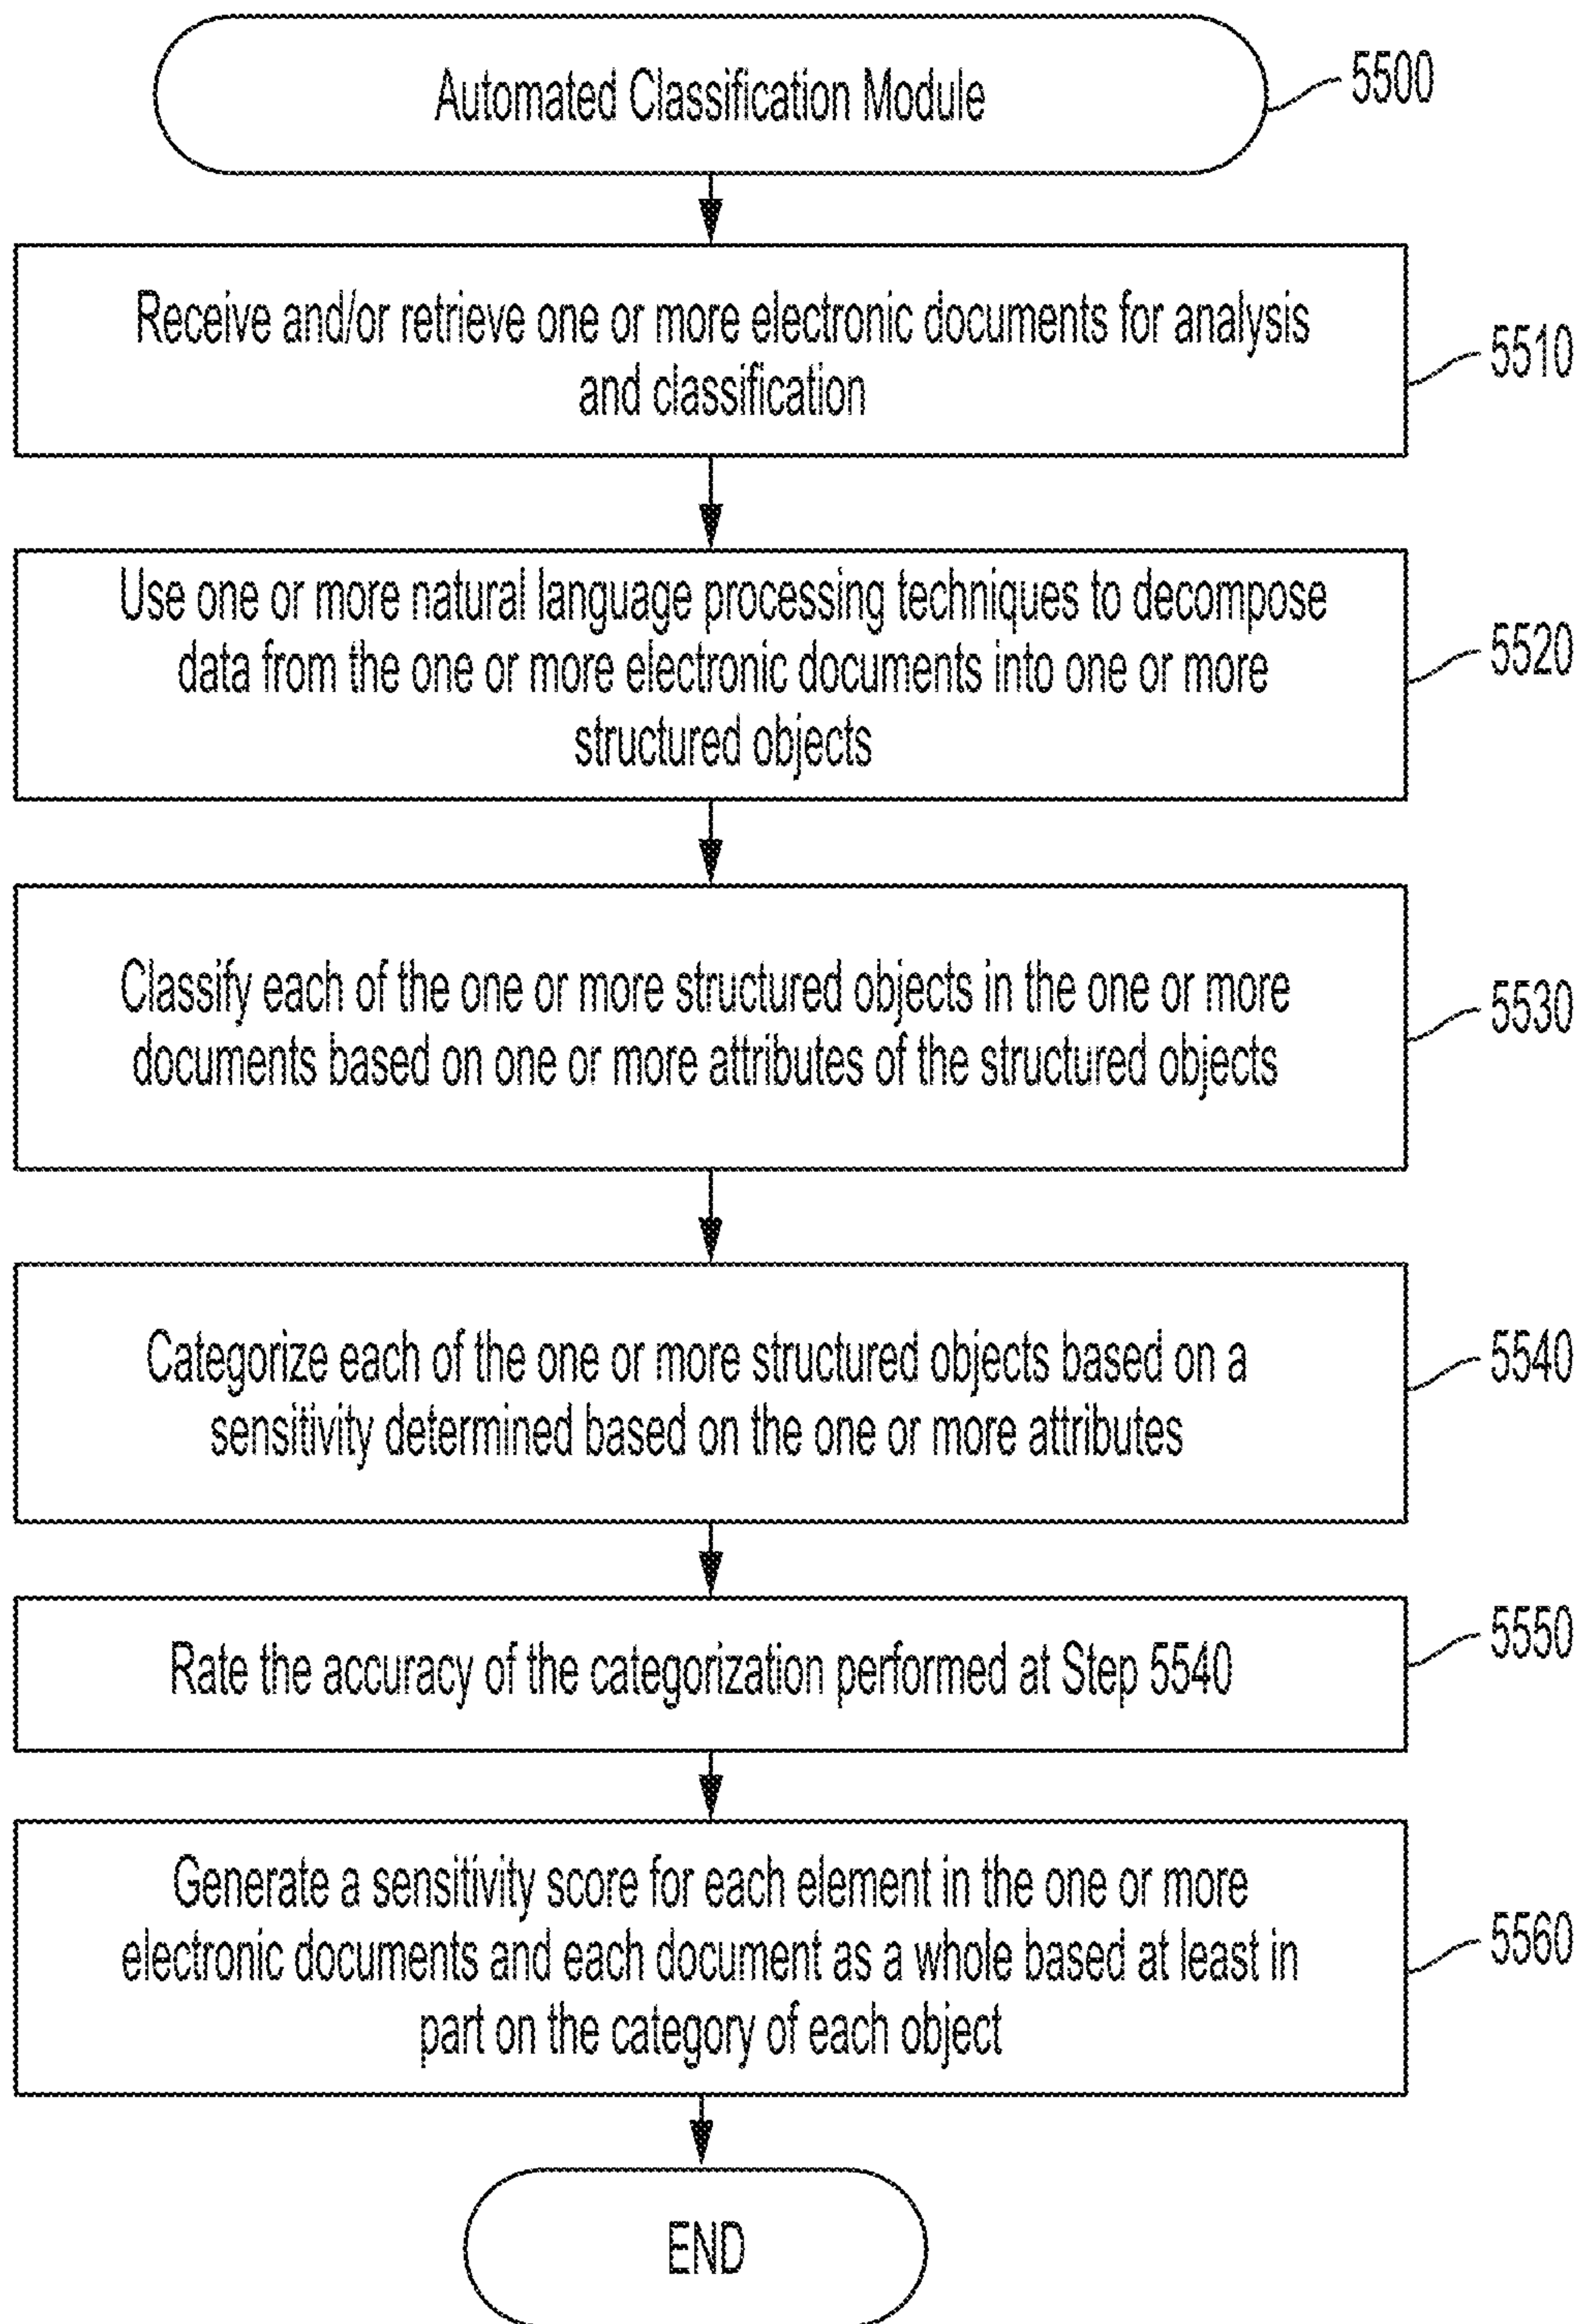 Automated Classification Module
5500
Receive and/or retrieve one or more electronic documents for analysis
and classification
5510
Use one or more natural language processing techniques to decompose
data from the one or more electronic documents into one or more
structured objects
5520
Classify each of the one or more structured objects in the one or more
documents based on one or more attributes of the structured objects
5530
Categorize each of the one or more structured objects based on a
sensitivity determined based on the one or more attributes
5540
Rate the accuracy of the categorization performed at Step 5540
5550
Generate a sensitivity score for each element in the one or more
electronic documents and each document as a whole based at least in
part on the category of each object
5560
END